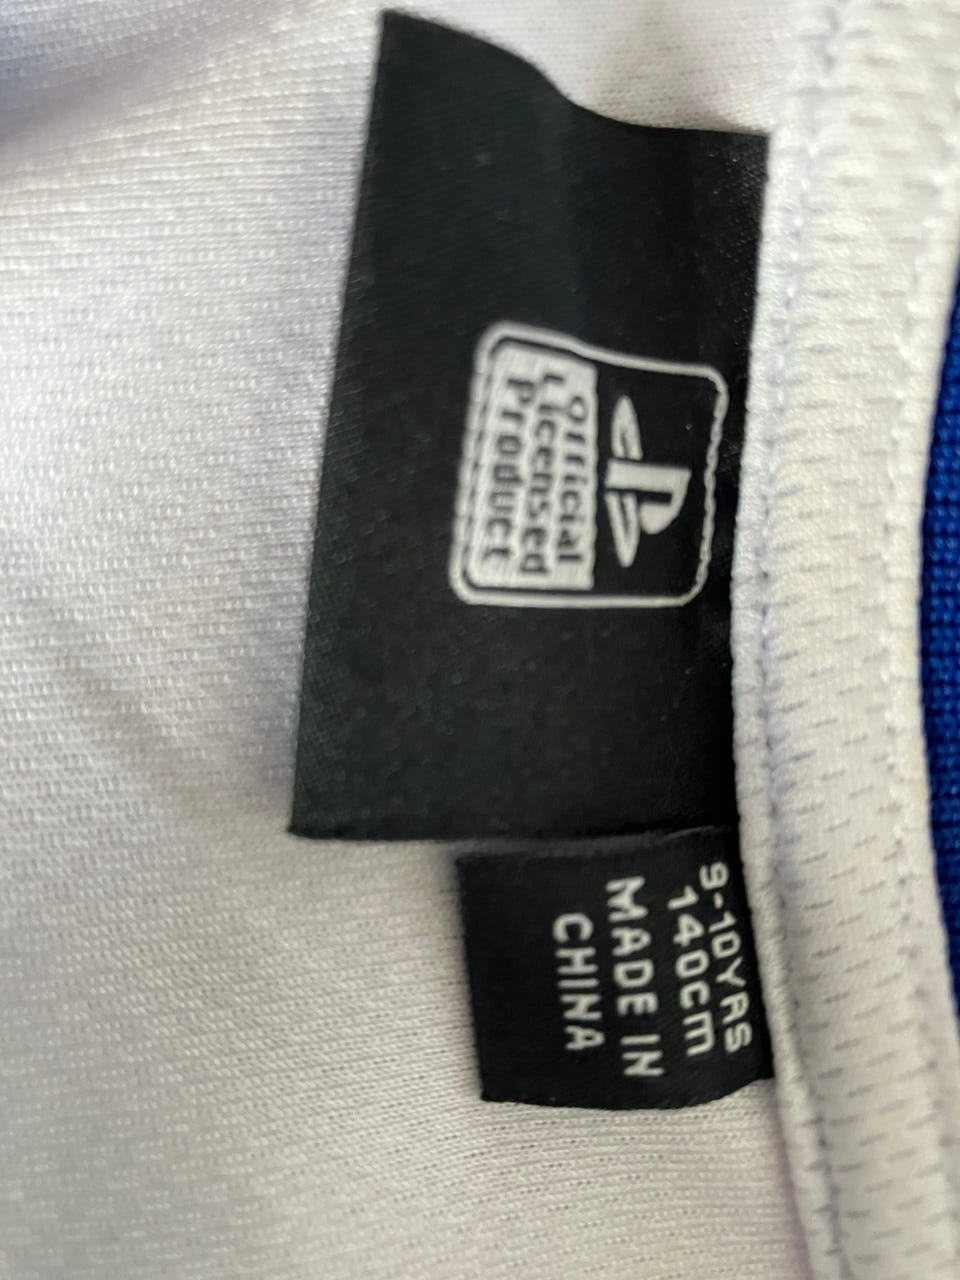 Official
Licensed
Product
9-10YRS
140cm
MADE IN
CHINA